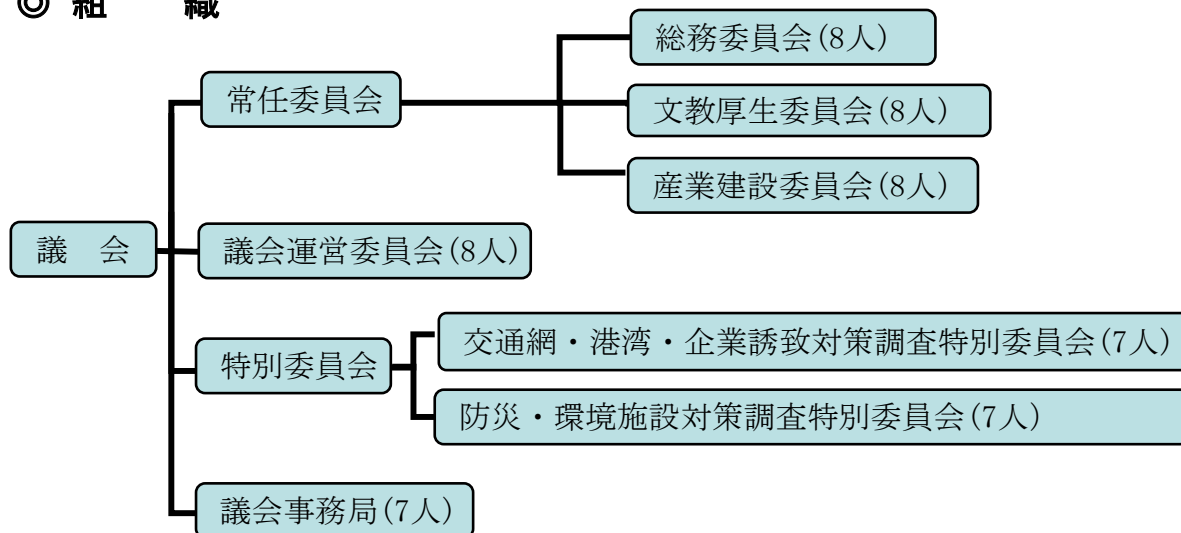 ◎ 組　　織
総務委員会(8人)
常任委員会
文教厚生委員会(8人)
産業建設委員会(8人)
議　会
議会運営委員会(8人)
交通網・港湾・企業誘致対策調査特別委員会(7人)
特別委員会
防災・環境施設対策調査特別委員会(7人)
議会事務局(7人)